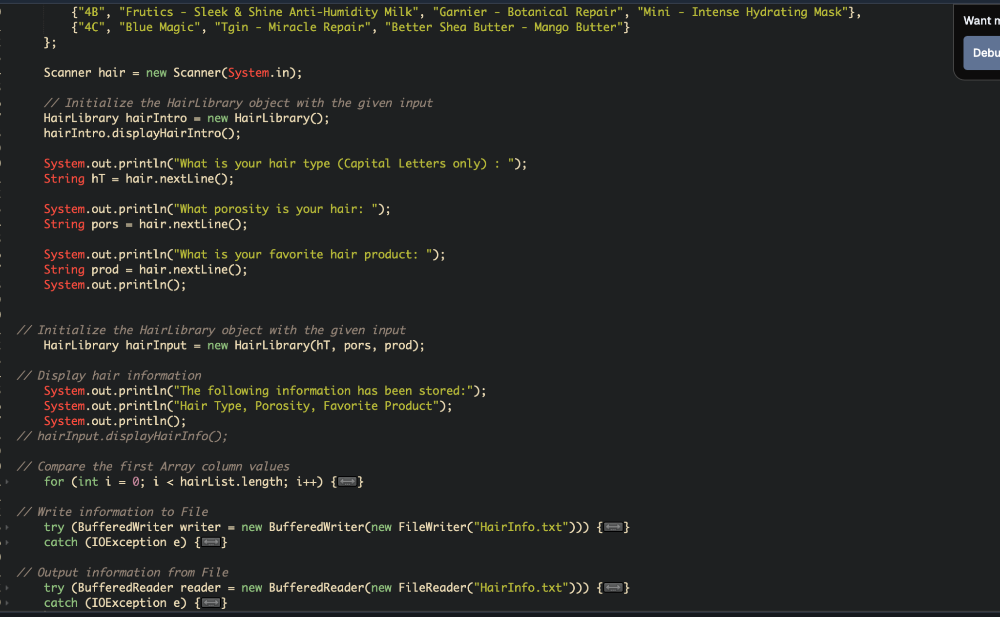 {"4B", "Frutics - Sleek & Shine Anti-Humidity Milk", "Garnier - Botanical Repair", "Mini - Intense Hydrating Mask"},
{"4C", "Blue Magic", "Tgin - Miracle Repair", "Better Shea Butter - Mango Butter"}
};
Want
Debu
Scanner hair = new Scanner(System.in);
// Initialize the HairLibrary object with the given input
HairLibrary hairIntro = new HairLibrary();
hairIntro.displayHairIntro();
System.out.println("What is your hair type (Capital Letters only) : ");
String hT = hair.nextLine();
System.out.println("What porosity is your hair: ");
String pors = hair.nextLine();
System.out.println("What is your favorite hair product: ");
String prod = hair.nextLine();
System.out.println();
// Initialize the HairLibrary object with the given input
HairLibrary hairInput = new HairLibrary(hT, pors, prod);
// Display hair information
System.out.println("The following information has been stored:");
System.out.println("Hair Type, Porosity, Favorite Product");
System.out.println();
// hairInput.displayHairInfo();
// Compare the first Array column values
for (int i = 0; i < hairList.length; i++) {↔}
// Write information to File
try (BufferedWriter writer = new BufferedWriter(new FileWriter("HairInfo.txt"))) {↔}
catch (IOException e) {↔}
// Output information from File
try (BufferedReader reader = new BufferedReader(new FileReader("HairInfo.txt"))) {↔}
catch (IOException e) {↔}